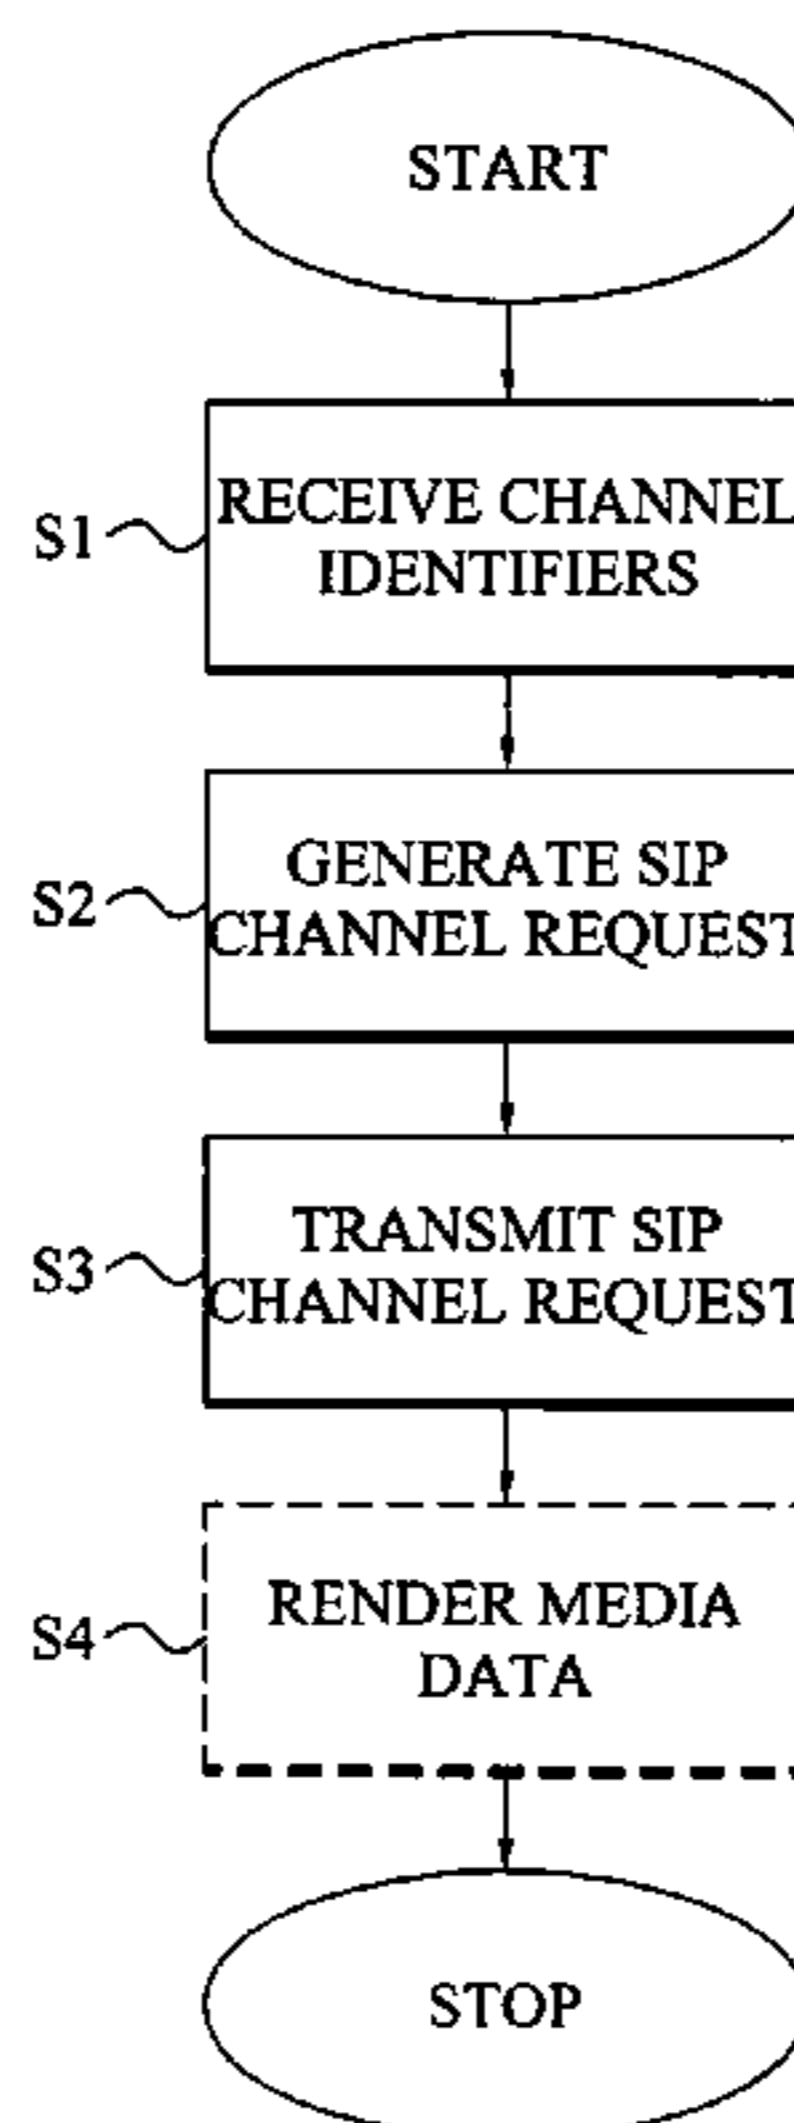 START
RECEIVE CHANNEL
IDENTIFIERS
S1
GENERATE SIP
CHANNEL REQUEST
S2
TRANSMIT SIP
CHANNEL REQUEST
S3
RENDER MEDIA
DATA
S4
STOP